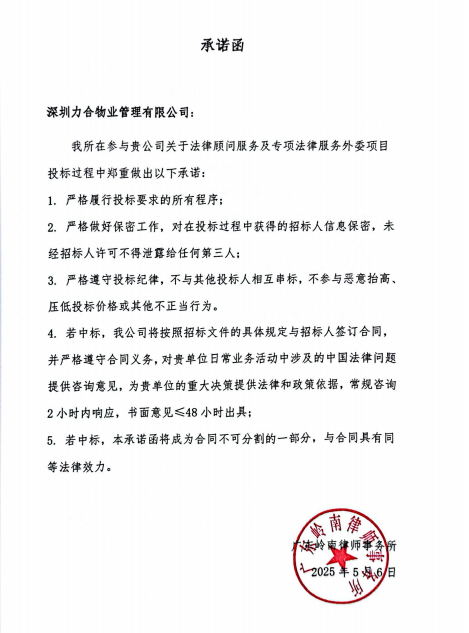 承诺函
深圳力合物业管理有限公司：
我所在参与贵公司关于法律顾问服务及专项法律服务外委项目
投标过程中郑重做出以下承诺：
1. 严格履行投标要求的所有程序；
2. 严格做好保密工作，对在投标过程中获得的招标人信息保密，未
经招标人许可不得泄露给任何第三人；
3. 严格遵守投标纪律，不与其他投标人相互串标，不参与恶意抬高、
压低投标价格或其他不正当行为。
4. 若中标，我公司将按照招标文件的具体规定与招标人签订合同，
并严格遵守合同义务，对贵单位日常业务活动中涉及的中国法律问题
提供咨询意见，为贵单位的重大决策提供法律和政策依据，常规咨询
2 小时内响应，书面意见≤48 小时出具；
5. 若中标，本承诺函将成为合同不可分割的一部分，与合同具有同
等法律效力。
广东岭南律师事务所
2025 年 5 月 6 日
广东岭南律师事务所